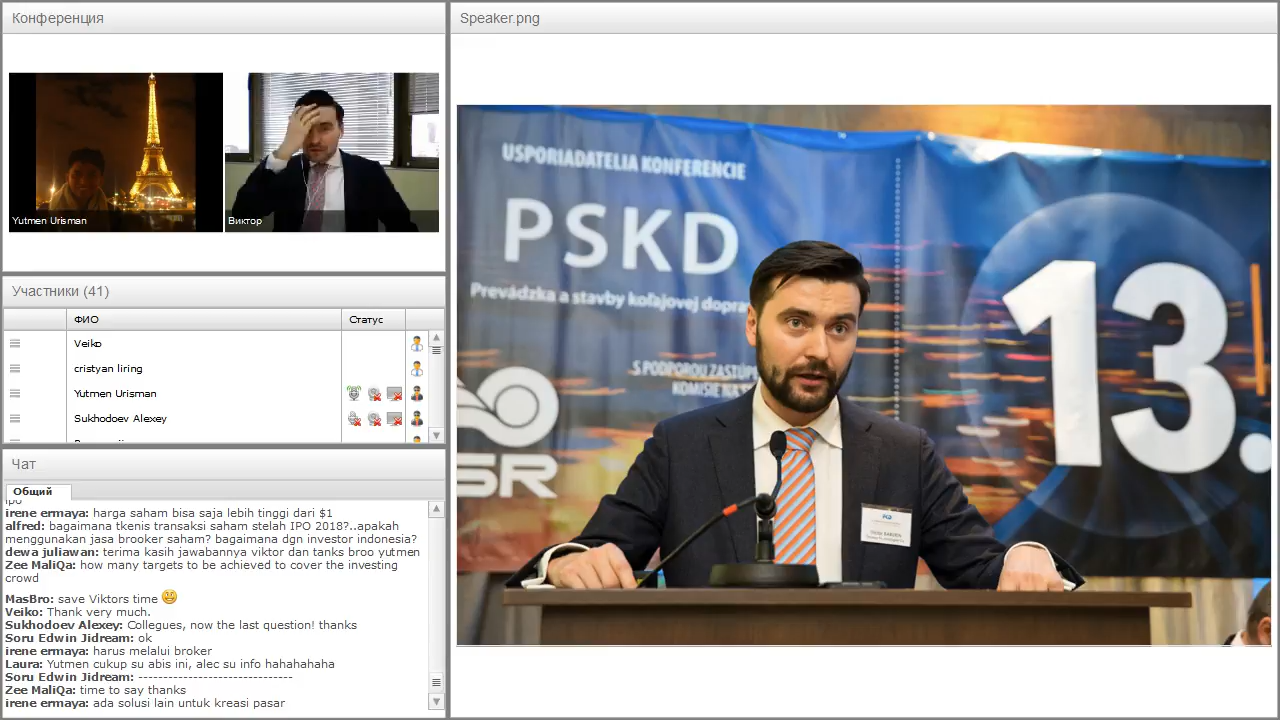 Конференция
Yutmen Urisman
Виктор
Участники (41)
ФИО
Статус
Veiko
cristyan liring
Yutmen Urisman
Sukhodoev Alexey
Чат
Общий
ipo
irene ermaya: harga saham bisa saja lebih tinggi dari $1
alfred: bagaimana tkenis transaksi saham stelah IPO 2018?..apakah
menggunakan jasa brooker juga? bagaimana dgn investor indonesia?
dewa juliawan: terima kasih jawabannya viktor dan tanks bro yutmen
Zee MaliQa: how many targets to be achieved to cover the investing
crowd
MasBro: save Viktors time
Veiko: Thank very much.
Sukhodoev Alexey: Collegues, now the last question! thanks
Soru Edwin Jidream: ok
irene ermaya: harus melalui broker
Laura: Yutmen cukup su abis ini, alec su info hahahahaha
Soru Edwin Jidream: -------------------------------
Zee MaliQa: time to say thanks
irene ermaya: ada solusi lain untuk kreasi pasar
Speaker.png
USPORIADATELIA KONFERENCIE
PSKD
Prevádzka a stavby koľajovej
S PODPOROU
KOMISIE NA
SR
13.